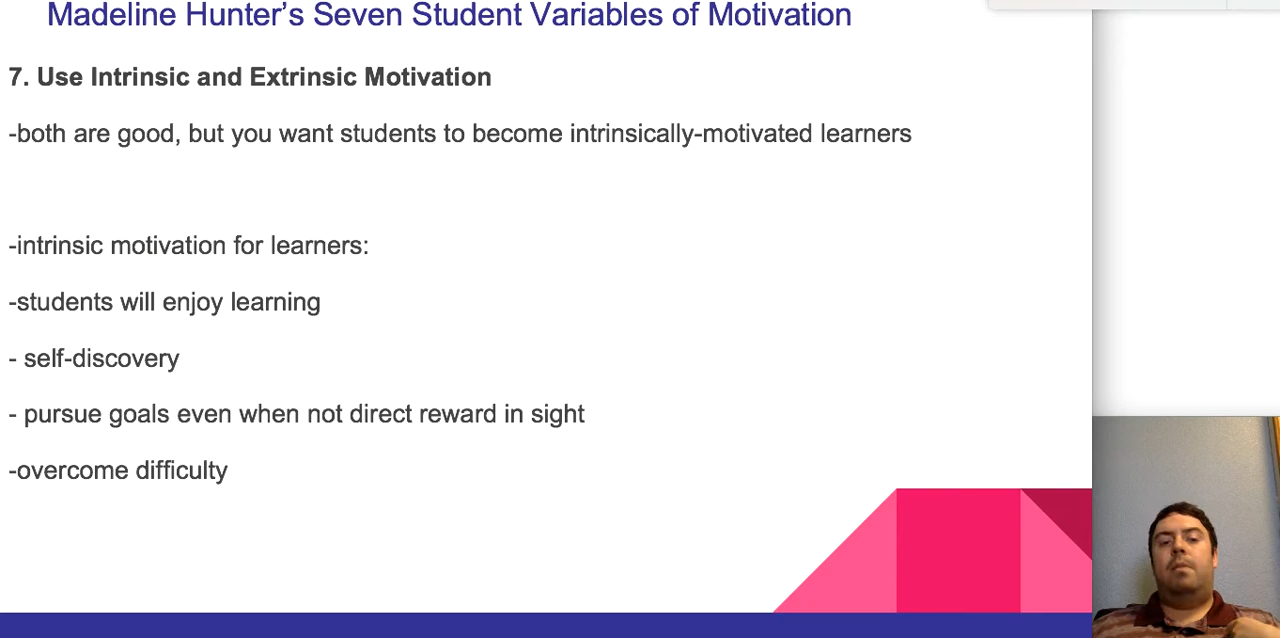 Madeline Hunter’s Seven Student Variables of Motivation
7. Use Intrinsic and Extrinsic Motivation
-both are good, but you want students to become intrinsically-motivated learners
-intrinsic motivation for learners:
-students will enjoy learning
- self-discovery
- pursue goals even when not direct reward in sight
-overcome difficulty